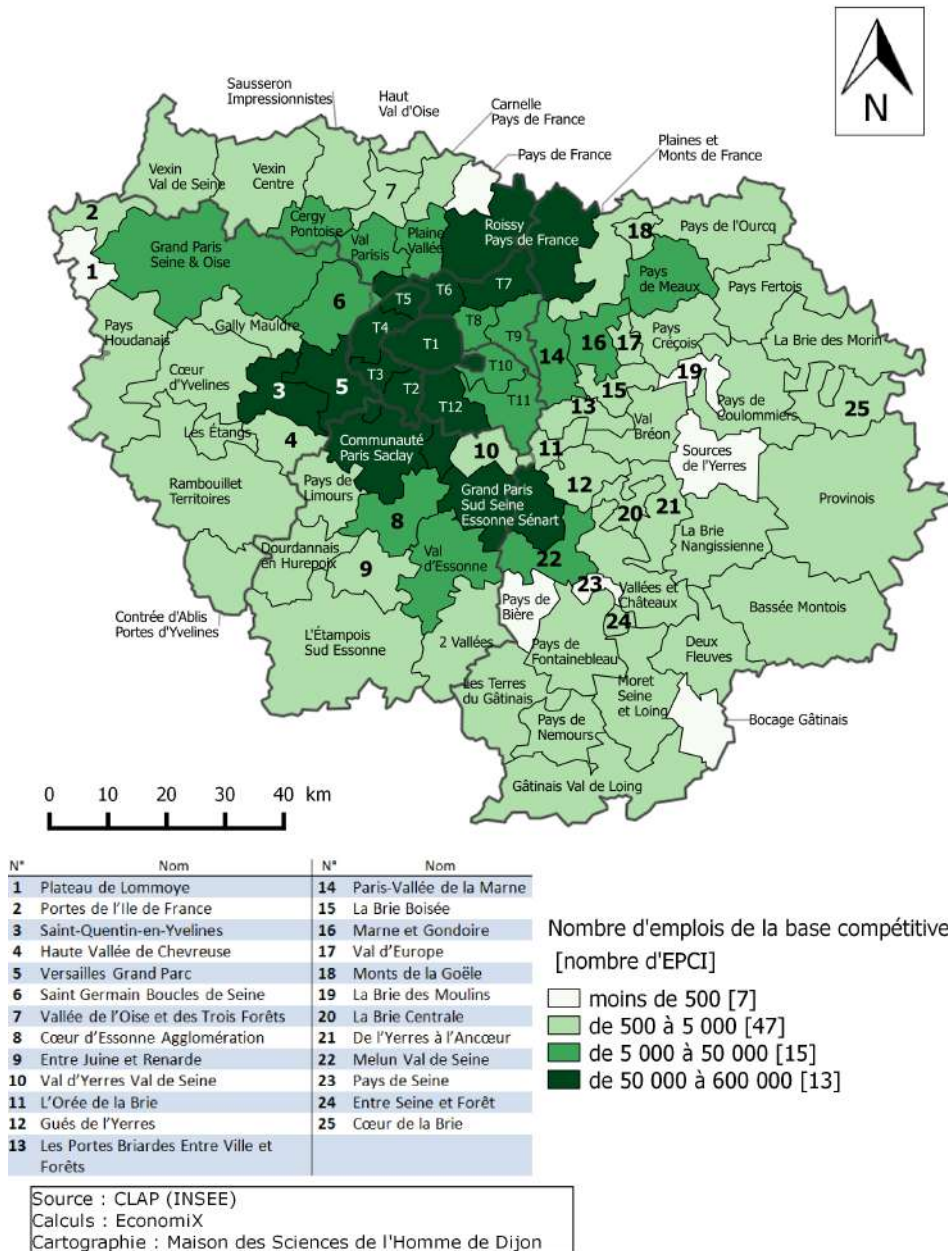 N
Sausseron
Impressionnistes
Haut
Val d'Oise
Carnelle
Pays de France
Pays de France
Plaines et
Monts de France
Vexin
Val de Seine
Vexin
Centre
7
2
Cergy
Pontoise
Val
Parisis
Plaine
Vallée
Roissy
Pays de France
18
Pays de l'Ourcq
Grand Paris
Seine & Oise
1
Pays
de Meaux
6
T5
T6
T7
Pays Fertois
Pays
Houdanais
Gally Mauldre
T4
T1
T8
T9
14
16
17
Pays
Créçois
La Brie des Morin
Cœur
d'Yvelines
3
5
T3
T2
T10
T11
T12
15
13
19
Pays de
Coulommiers
25
Les Étangs
4
Communauté
Paris Saclay
10
11
Val
Bréon
Sources
de l'Yerres
Rambouillet
Territoires
Pays de
Limours
Grand Paris
Sud Seine
Essonne Sénart
12
20
21
Provinois
8
La Brie
Nangissienne
Dourdannais
en Hurepoix
9
Val
d'Essonne
22
23
Contrée d'Ablis
Portes d'Yvelines
Pays de
Bière
Vallées et
Châteaux
24
Bassée Montois
L'Étampois
Sud Essonne
2 Vallées
Pays de
Fontainebleau
Deux
Fleuves
Les Terres
du Gâtinais
Moret
Seine
et Loing
Pays de
Nemours
Bocage Gâtinais
Gâtinais Val de Loing
0 10 20 30 40 km
N° Nom N° Nom
1 Plateau de Lommoye 14 Paris-Vallée de la Marne
2 Portes de l'Ile de France 15 La Brie Boisée
3 Saint-Quentin-en-Yvelines 16 Marne et Gondoire
4 Haute Vallée de Chevreuse 17 Val d'Europe
5 Versailles Grand Parc 18 Monts de la Goële
6 Saint Germain Boucles de Seine 19 La Brie des Moulins
7 Vallée de l'Oise et des Trois Forêts 20 La Brie Centrale
8 Cœur d'Essonne Agglomération 21 De l'Yerres à l'Ancœur
9 Entre Juine et Renarde 22 Melun Val de Seine
10 Val d'Yerres Val de Seine 23 Pays de Seine
11 L'Orée de la Brie 24 Entre Seine et Forêt
12 Gués de l'Yerres 25 Cœur de la Brie
13 Les Portes Briardes Entre Ville et
Forêts
Nombre d'emplois de la base compétitive
[nombre d'EPCI]
moins de 500 [7]
de 500 à 5 000 [47]
de 5 000 à 50 000 [15]
de 50 000 à 600 000 [13]
Source : CLAP (INSEE)
Calculs : EconomiX
Cartographie : Maison des Sciences de l'Homme de Dijon